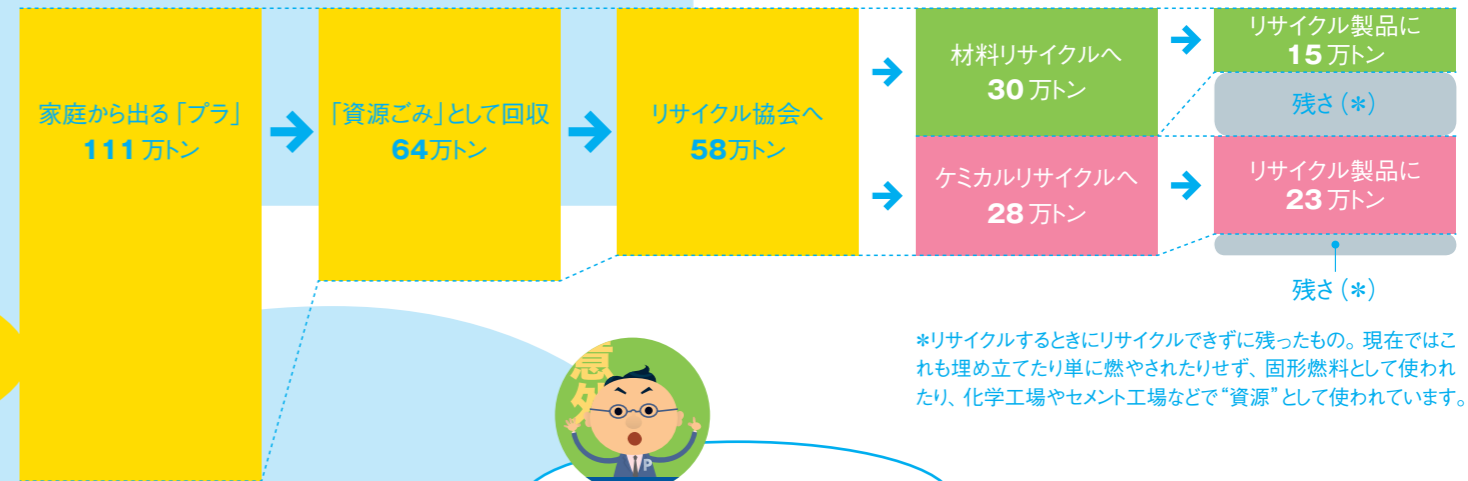 家庭から出る「プラ」
111 万トン
「資源ごみ」として回収
64万トン
リサイクル協会へ
58万トン
材料リサイクルへ
30 万トン
リサイクル製品に
15 万トン
残さ(*)
ケミカルリサイクルへ
28 万トン
リサイクル製品に
23 万トン
残さ(*)
*リサイクルするときにリサイクルできずに残ったもの。現在ではこ
れも埋め立てたり単に燃やされたりせず、固形燃料として使われ
たり、化学工場やセメント工場などで“資源”として使われています。
意外
P